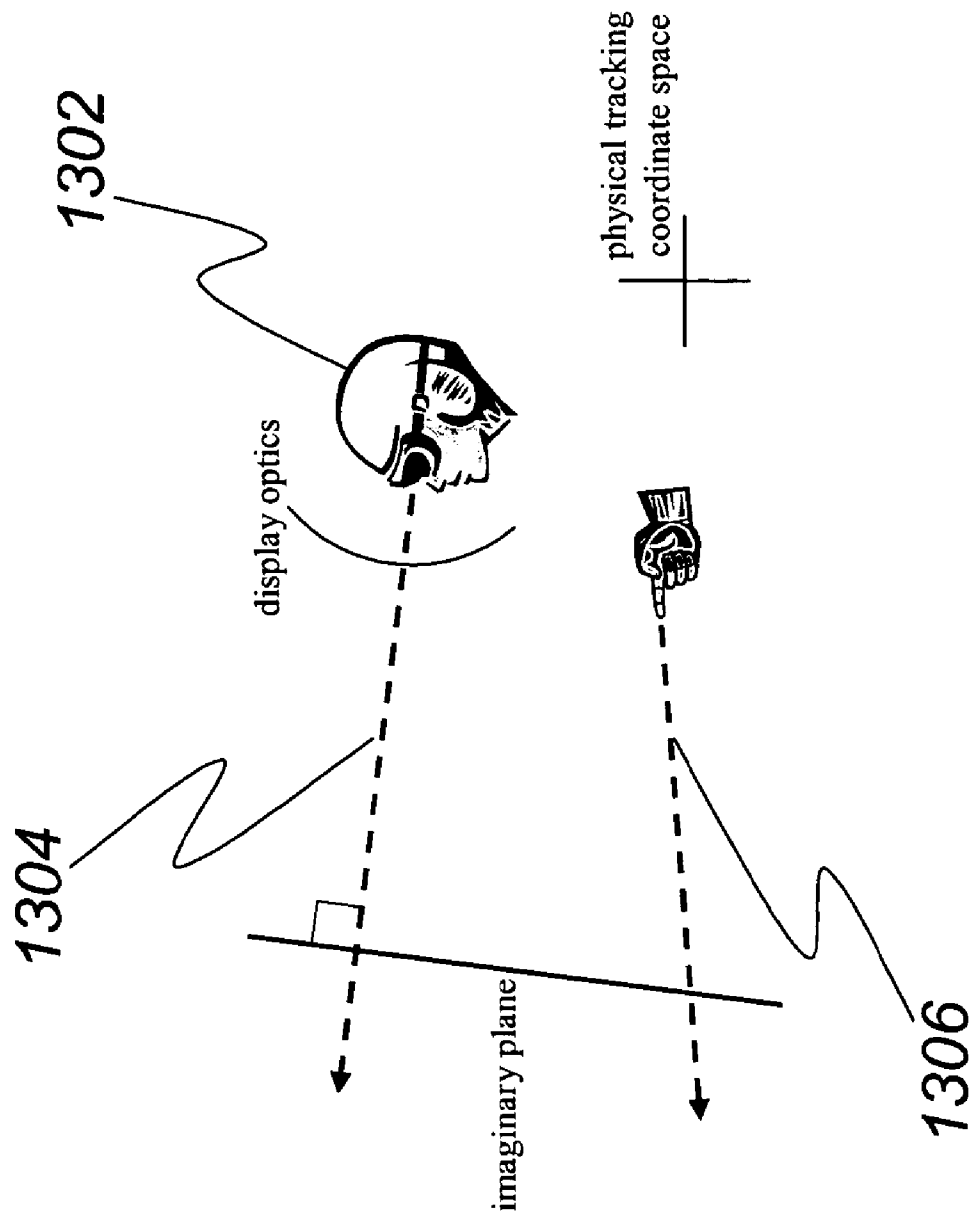 1302
1304
display optics
physical tracking
coordinate space
imaginary plane
1306